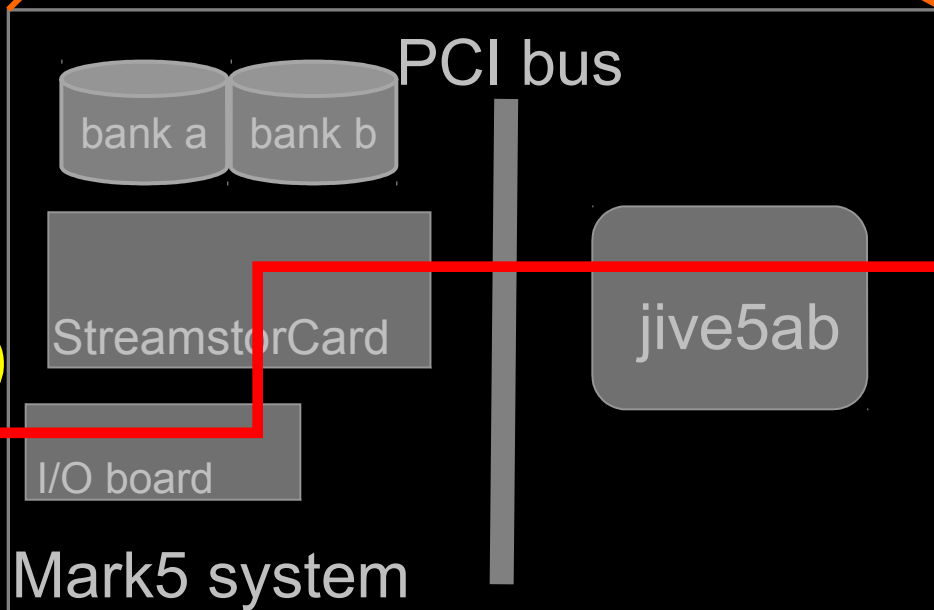 PCI bus
bank a
bank b
StreamstorCard
jive5ab
I/O board
Mark5 system